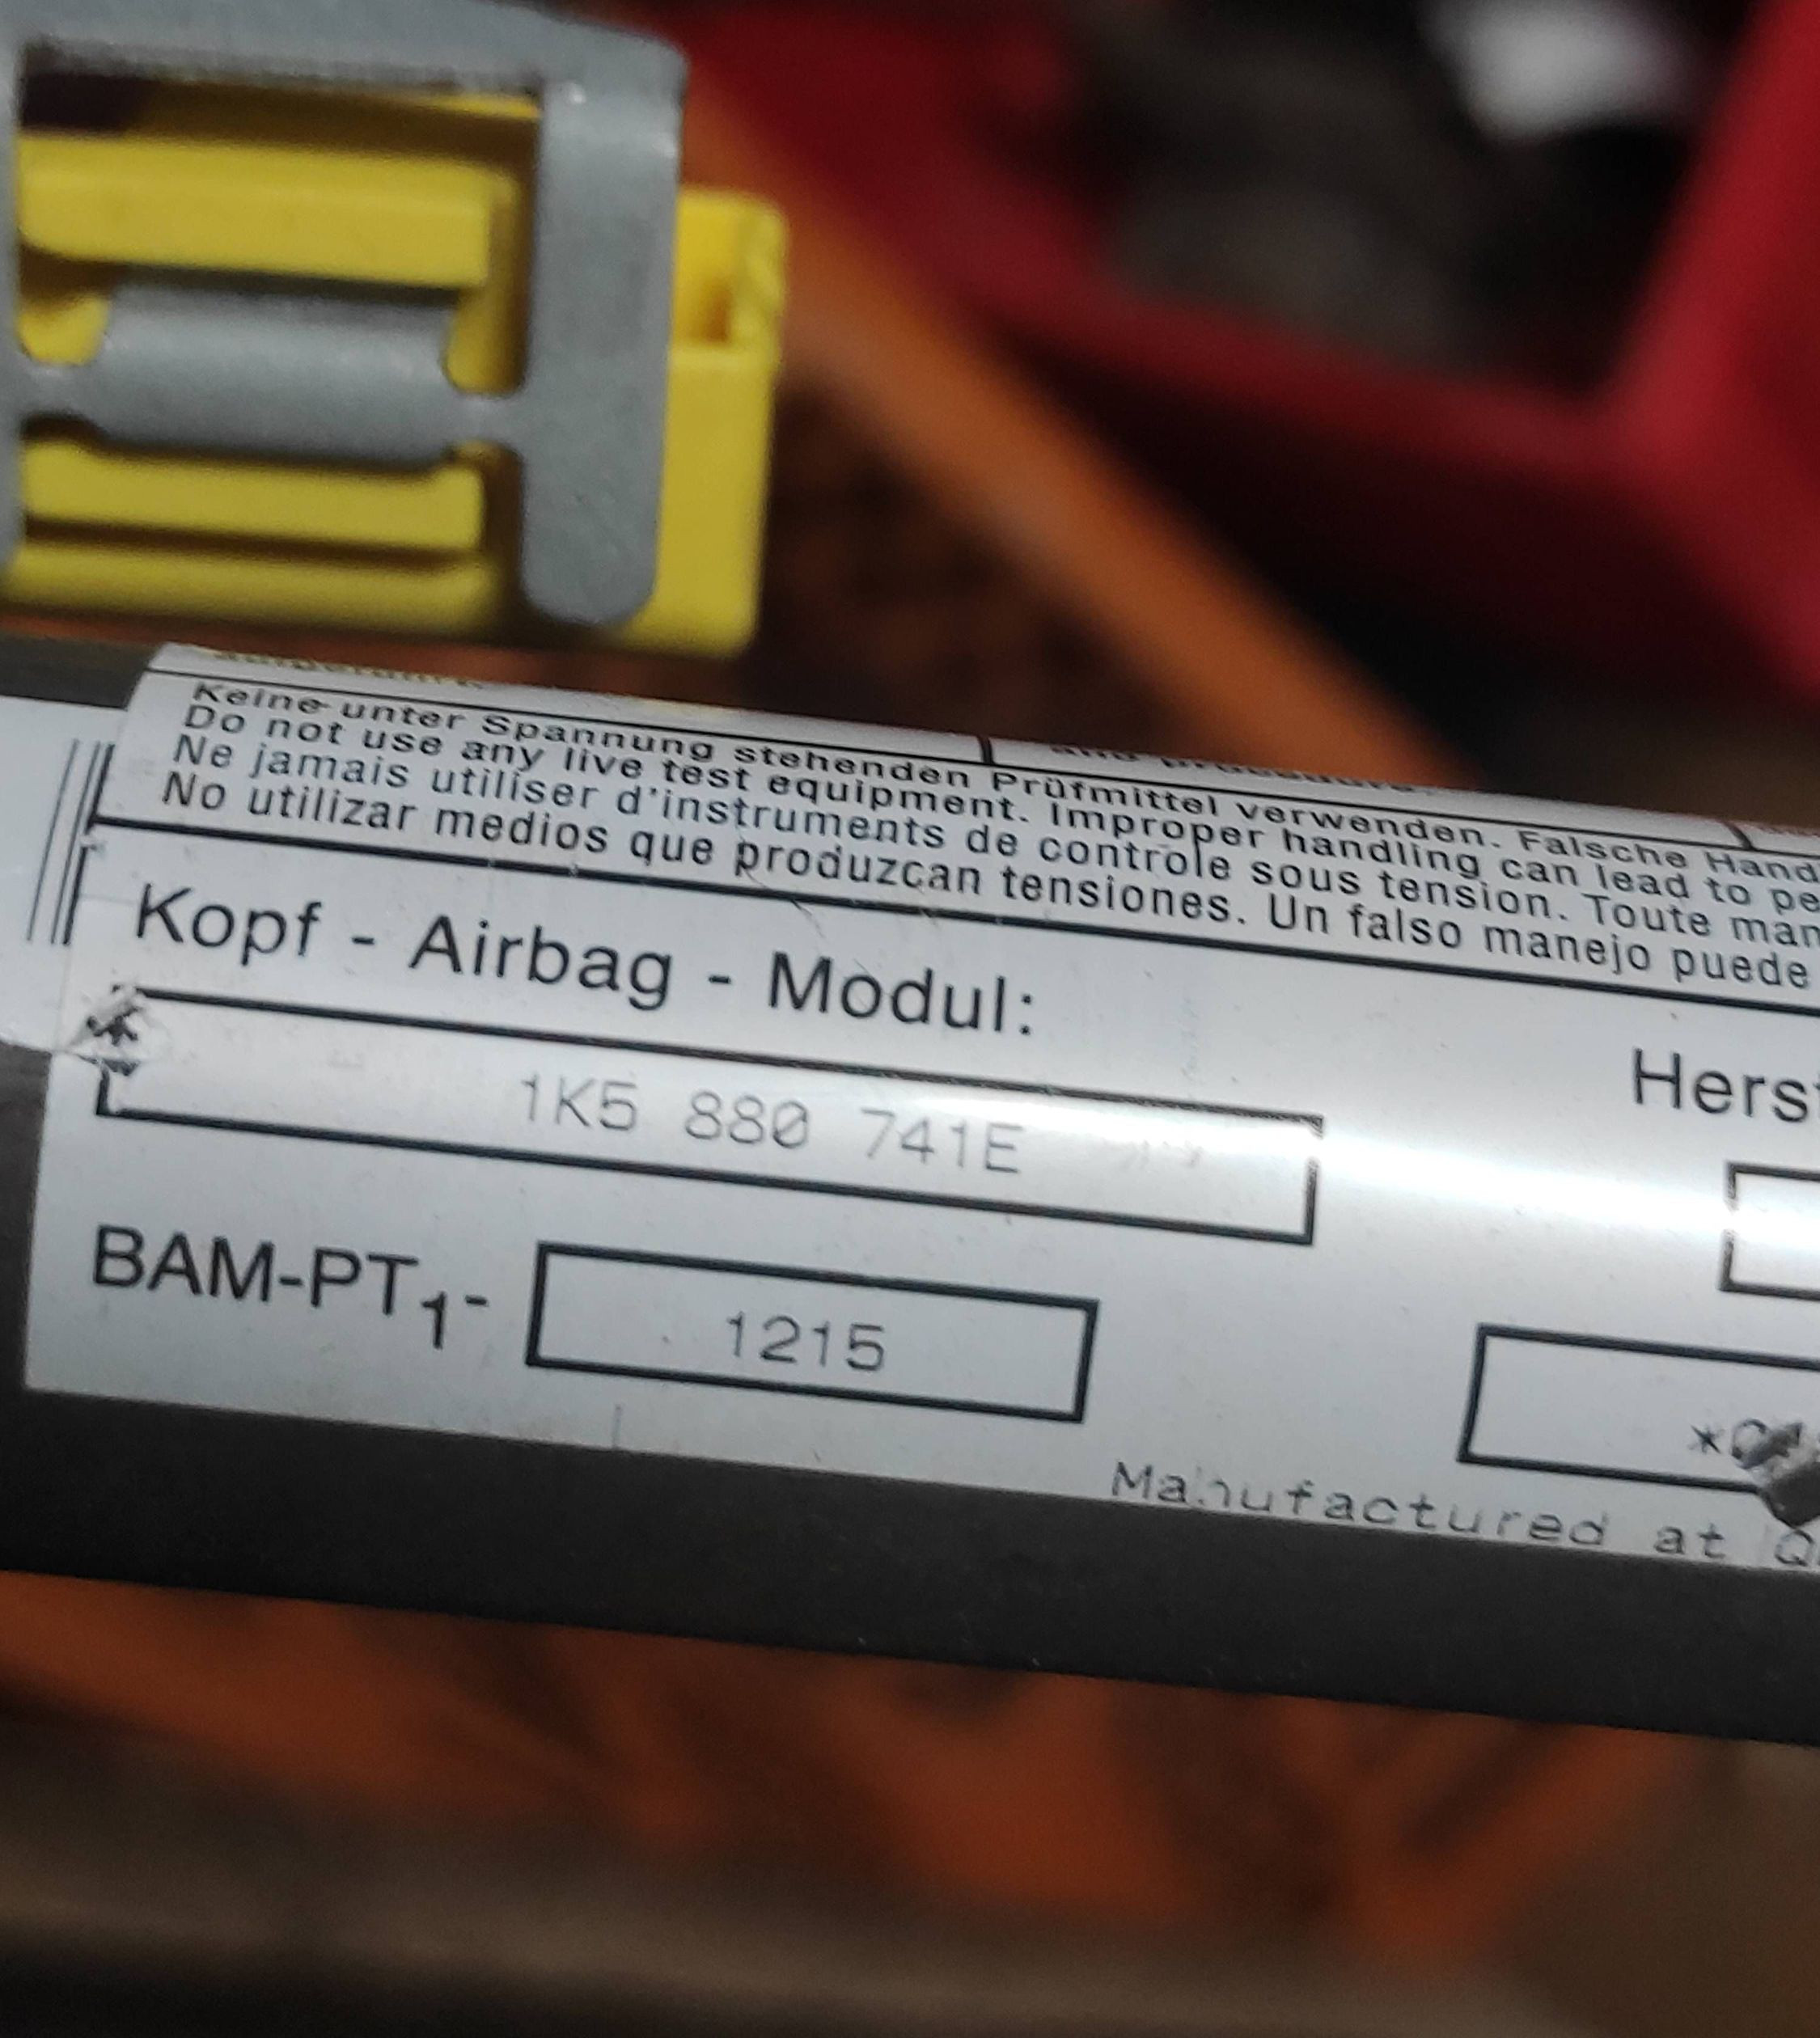 Keine unter Spannung stehenden Prüfmittel verwenden. Falsche Hand
Do not use any live test equipment. Improper handling can lead to pe
Ne jamais utiliser d'instruments de controle sous tension. Toute man
No utilizar medios que produzcan tensiones. Un falso manejo puede
Kopf - Airbag - Modul:
Herst
1K5 880 741E
BAM-PT1-
1215
Manufactured at